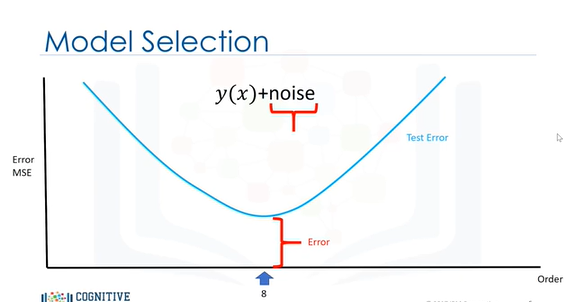 Model Selection
y(x)+noise
Test Error
Error
MSE
Error
Order
8
COGNITIVE